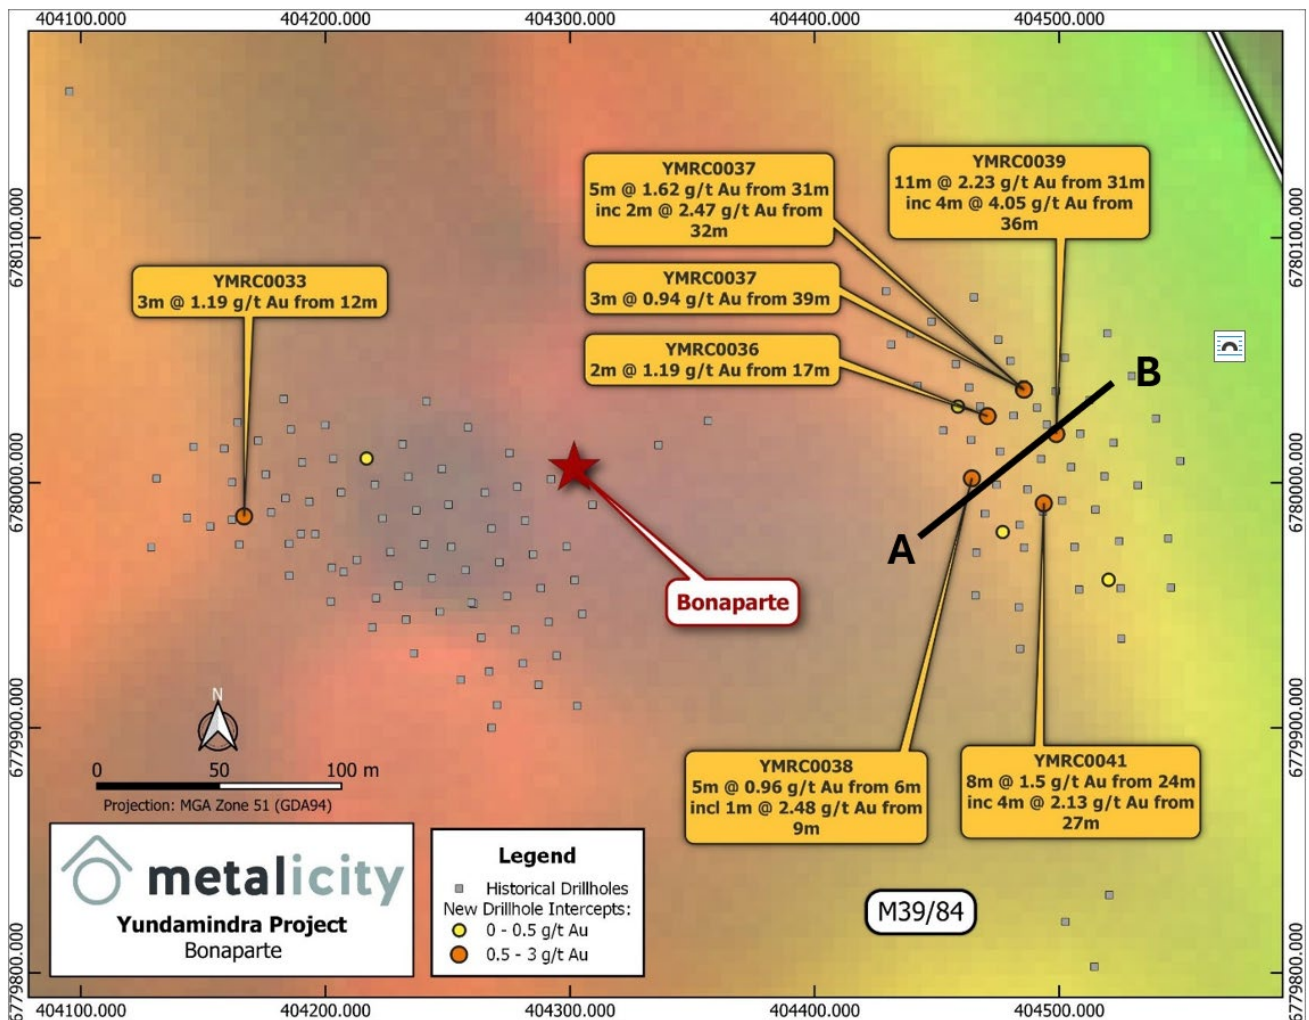 404100.000 404200.000 404300.000 404400.000 404500.000
6778100.000
6778000.000
6779900.000
6779800.000
6778100.000
6778000.000
6779900.000
6779800.000
YMRC0037
5m @ 1.62 g/t Au from 31m
inc 2m @ 2.47 g/t Au from
32m
YMRC0039
11m @ 2.23 g/t Au from 31m
inc 4m @ 4.05 g/t Au from
36m
YMRC0033
3m @ 1.19 g/t Au from 12m
YMRC0037
3m @ 0.94 g/t Au from 39m
YMRC0036
2m @ 1.19 g/t Au from 17m
B
A
Bonaparte
N
0 50 100 m
Projection: MGA Zone 51 (GDA94)
YMRC0038
5m @ 0.96 g/t Au from 6m
incl 1m @ 2.48 g/t Au from
9m
YMRC0041
8m @ 1.5 g/t Au from 24m
inc 4m @ 2.13 g/t Au from
27m
metalicity
Yundamindra Project
Bonaparte
Legend
Historical Drillholes
New Drillhole Intercepts:
0 - 0.5 g/t Au
0.5 - 3 g/t Au
M39/84
404100.000 404200.000 404300.000 404400.000 404500.000